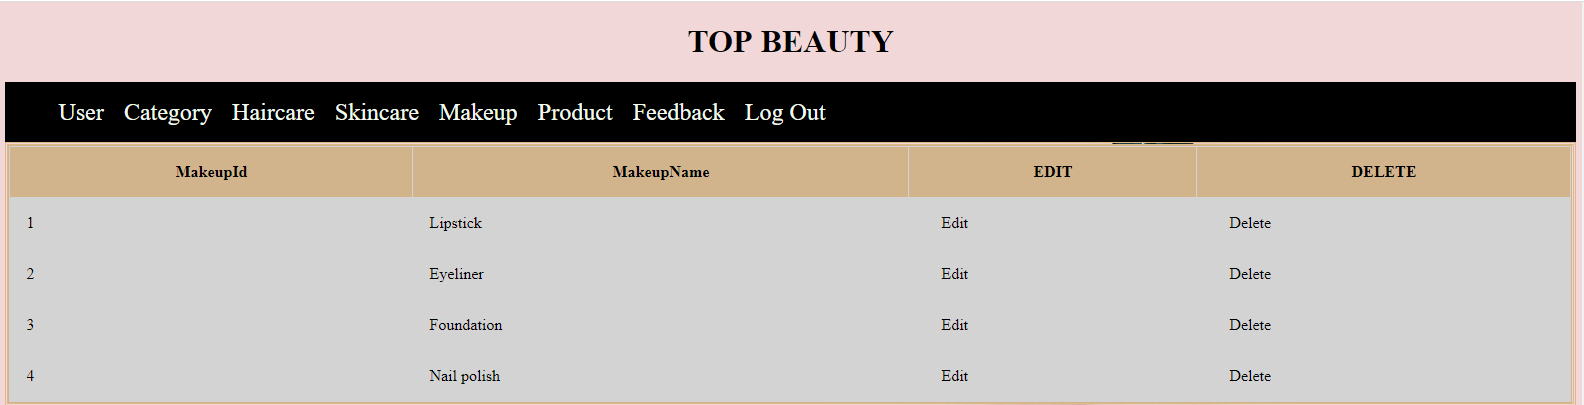 TOP BEAUTY
User Category Haircare Skincare Makeup Product Feedback Log Out
MakeupId MakeupName EDIT DELETE
1 Lipstick Edit Delete
2 Eyeliner Edit Delete
3 Foundation Edit Delete
4 Nail polish Edit Delete